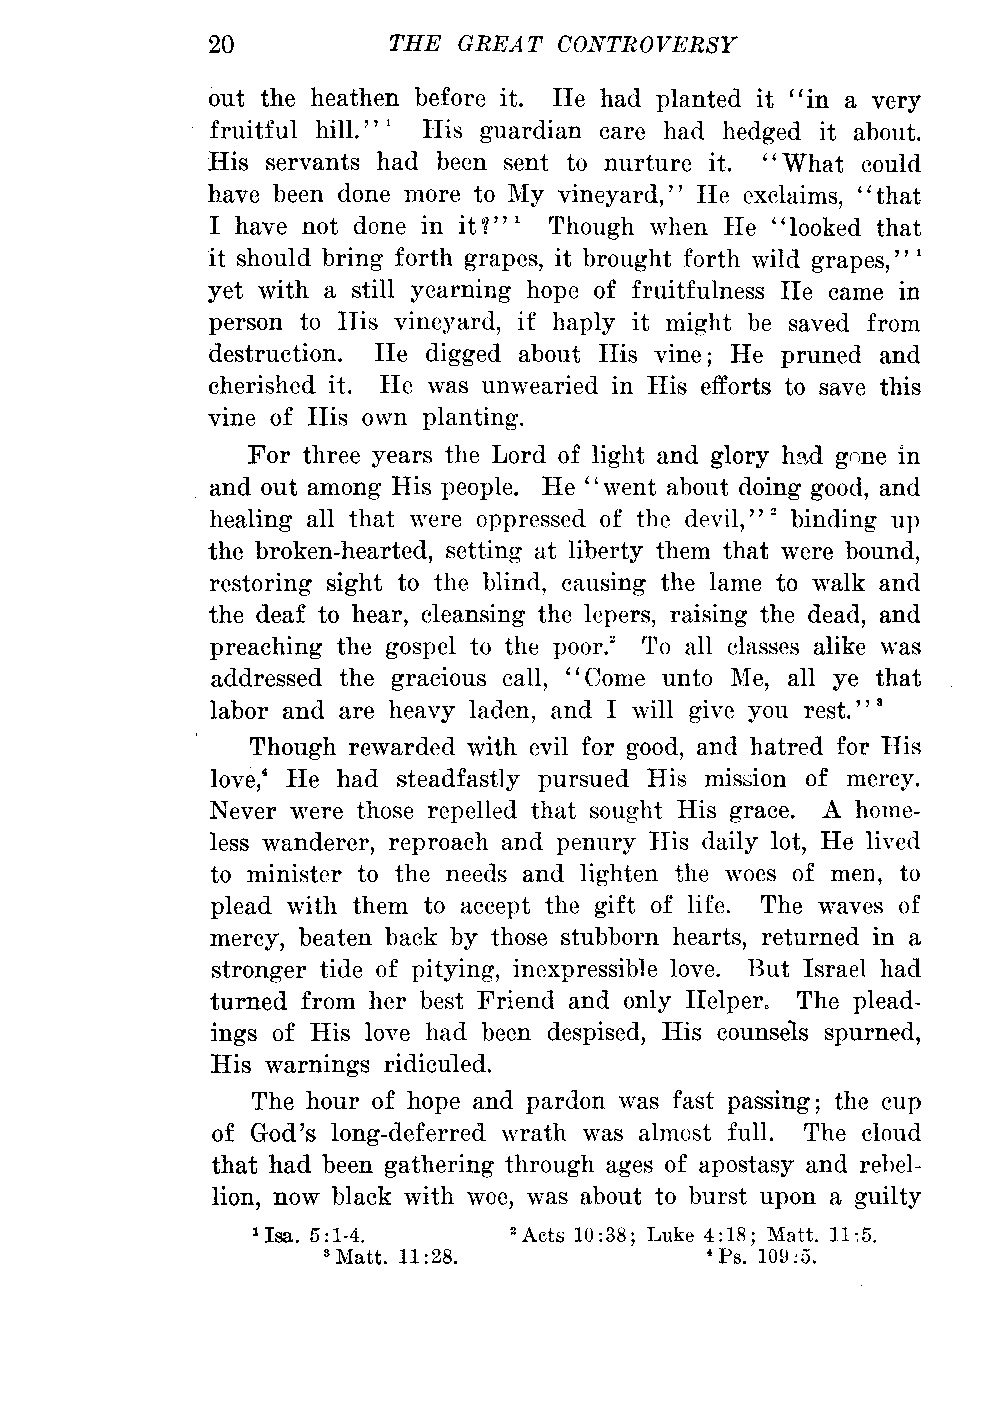 20 THE GREAT CONTROVERSY
out the heathen before it. He had planted it “in a very
fruitful hill.” ¹ His guardian care had hedged it about.
His servants had been sent to nurture it. “What could
have been done more to My vineyard,” He exclaims, “that
I have not done in it?” ¹ Though when He “looked that
it should bring forth grapes, it brought forth wild grapes,” ¹
yet with a still yearning hope of fruitfulness He came in
person to His vineyard, if haply it might be saved from
destruction. He digged about His vine; He pruned and
cherished it. He was unwearied in His efforts to save this
vine of His own planting.
For three years the Lord of light and glory had gone in
and out among His people. He “went about doing good, and
healing all that were oppressed of the devil,” ² binding up
the broken-hearted, setting at liberty them that were bound,
restoring sight to the blind, causing the lame to walk and
the deaf to hear, cleansing the lepers, raising the dead, and
preaching the gospel to the poor.² To all classes alike was
addressed the gracious call, “Come unto Me, all ye that
labor and are heavy laden, and I will give you rest.” ³
Though rewarded with evil for good, and hatred for His
love,⁴ He had steadfastly pursued His mission of mercy.
Never were those repelled that sought His grace. A home-
less wanderer, reproach and penury His daily lot, He lived
to minister to the needs and lighten the woes of men, to
plead with them to accept the gift of life. The waves of
mercy, beaten back by those stubborn hearts, returned in a
stronger tide of pitying, inexpressible love. But Israel had
turned from her best Friend and only Helper. The plead-
ings of His love had been despised, His counsels spurned,
His warnings ridiculed.
The hour of hope and pardon was fast passing; the cup
of God's long-deferred wrath was almost full. The cloud
that had been gathering through ages of apostasy and rebel-
lion, now black with woe, was about to burst upon a guilty
¹ Isa. 5:1-4. ² Acts 10:38; Luke 4:18; Matt. 11:5.
³ Matt. 11:28. ⁴ Ps. 109:5.